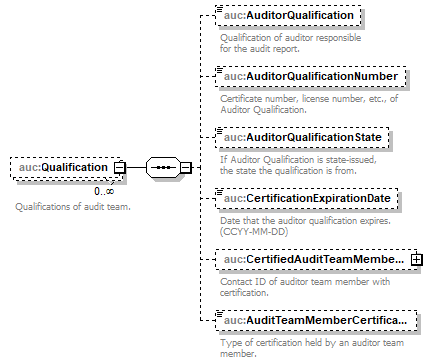 auc:AuditorQualification
Qualification of auditor responsible
for the audit report.
auc:AuditorQualificationNumber
Certificate number, license number, etc., of
Auditor Qualification.
auc:AuditorQualificationState
If Auditor Qualification is state-issued,
the state the qualification is from.
auc:Qualification
0..∞
Qualifications of audit team.
auc:CertificationExpirationDate
Date that the auditor qualification expires.
(CCYY-MM-DD)
auc:CertifiedAuditTeamMembe...
Contact ID of auditor team member with
certification.
auc:AuditTeamMemberCertifica...
Type of certification held by an auditor team
member.